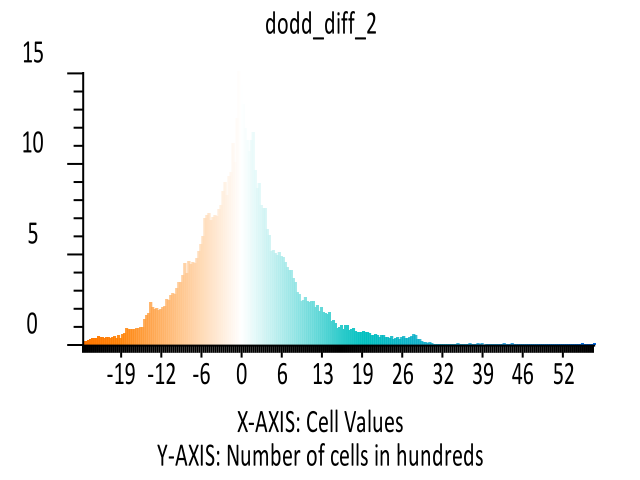 dodd_diff_2
15
10
5
0
-19 -12 -6 0 6 13 19 26 32 39 46 52
X-AXIS: Cell Values
Y-AXIS: Number of cells in hundreds